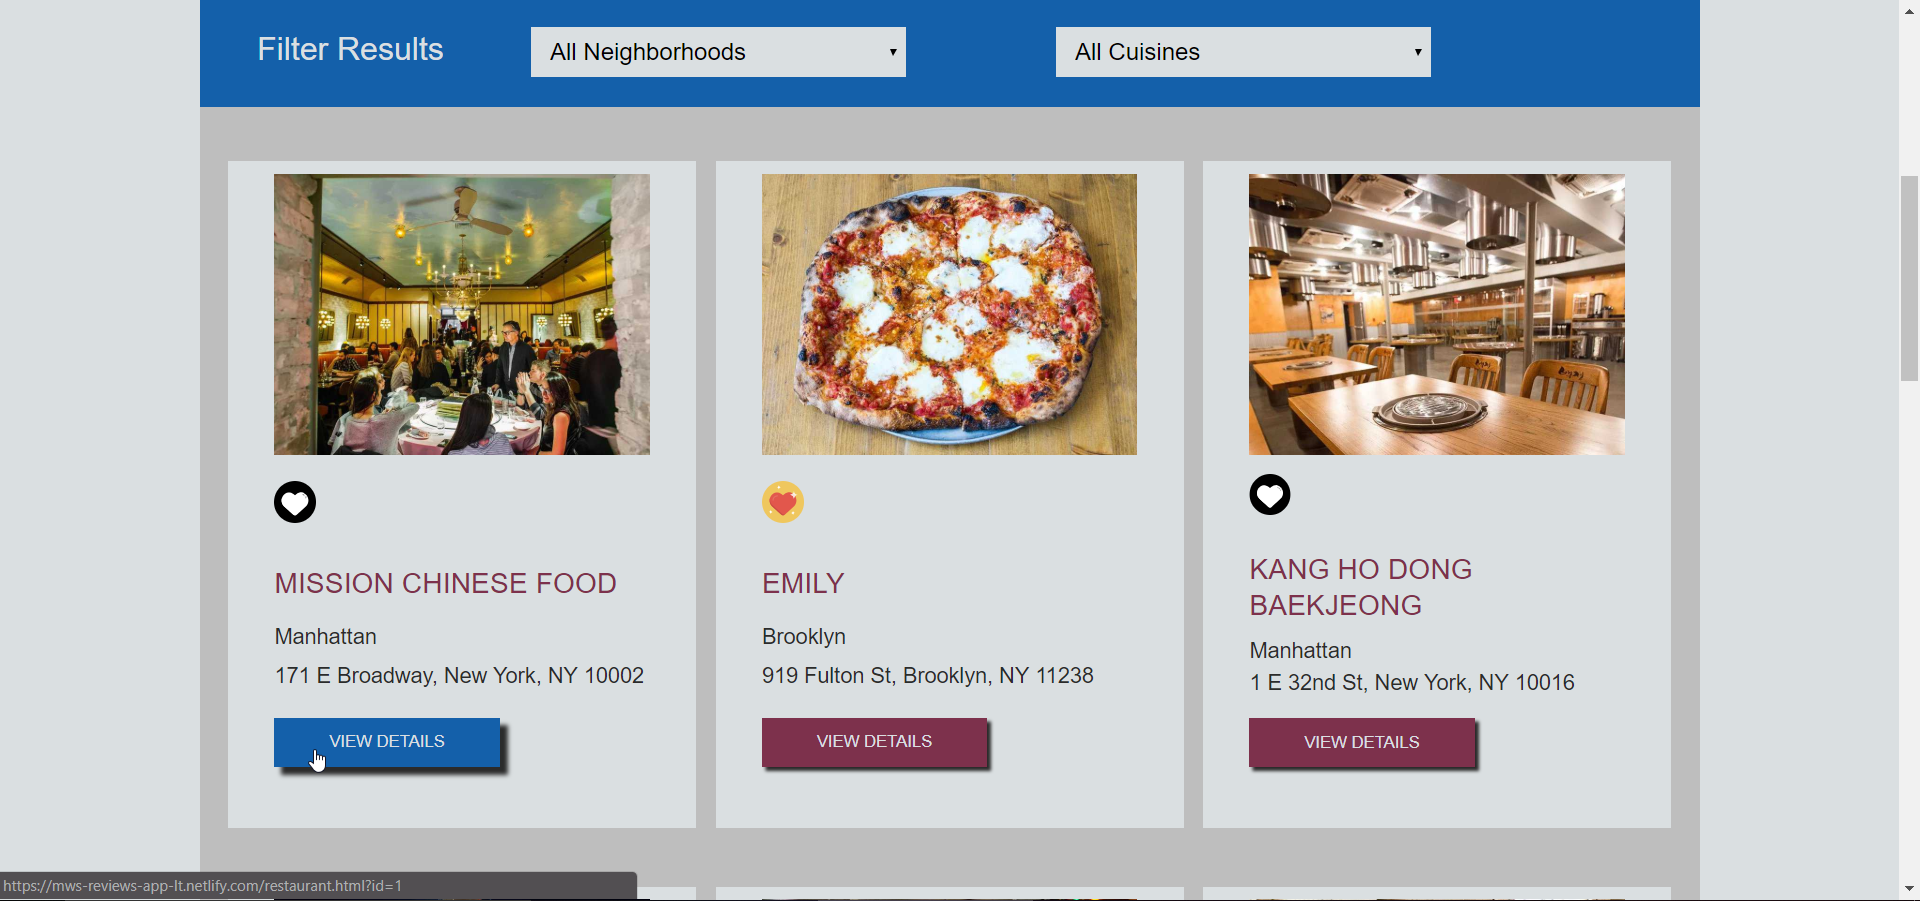 Filter Results
All Neighborhoods
All Cuisines
MISSION CHINESE FOOD
Manhattan
171 E Broadway, New York, NY 10002
VIEW DETAILS
EMILY
Brooklyn
919 Fulton St, Brooklyn, NY 11238
VIEW DETAILS
KANG HO DONG
BAEKJEONG
Manhattan
1 E 32nd St, New York, NY 10016
VIEW DETAILS
https://mws-reviews-app-lt.netlify.com/restaurant.html?id=1